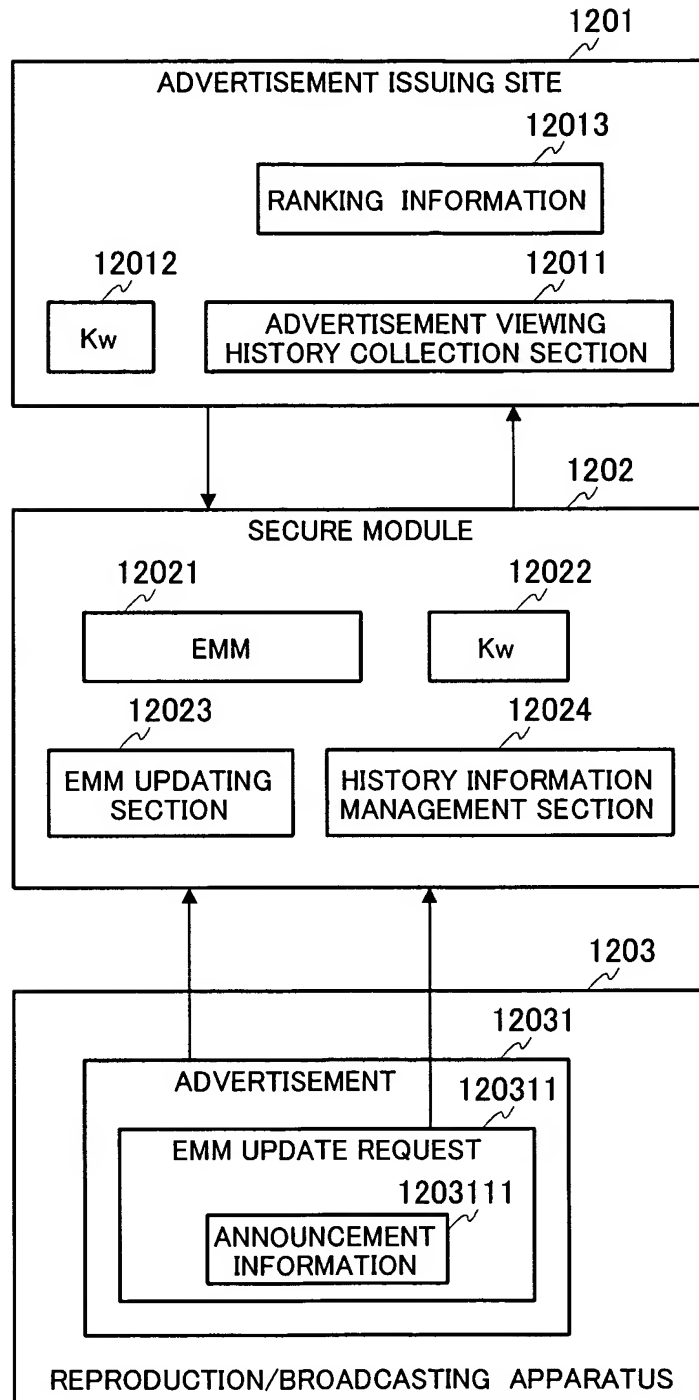 1201
ADVERTISEMENT ISSUING SITE
12013
RANKING INFORMATION
12012
12011
Kw
ADVERTISEMENT VIEWING
HISTORY COLLECTION SECTION
1202
SECURE MODULE
12021
12022
EMM
Kw
12023
12024
EMM UPDATING
SECTION
HISTORY INFORMATION
MANAGEMENT SECTION
1203
12031
ADVERTISEMENT
120311
EMM UPDATE REQUEST
1203111
ANNOUNCEMENT
INFORMATION
REPRODUCTION/BROADCASTING APPARATUS